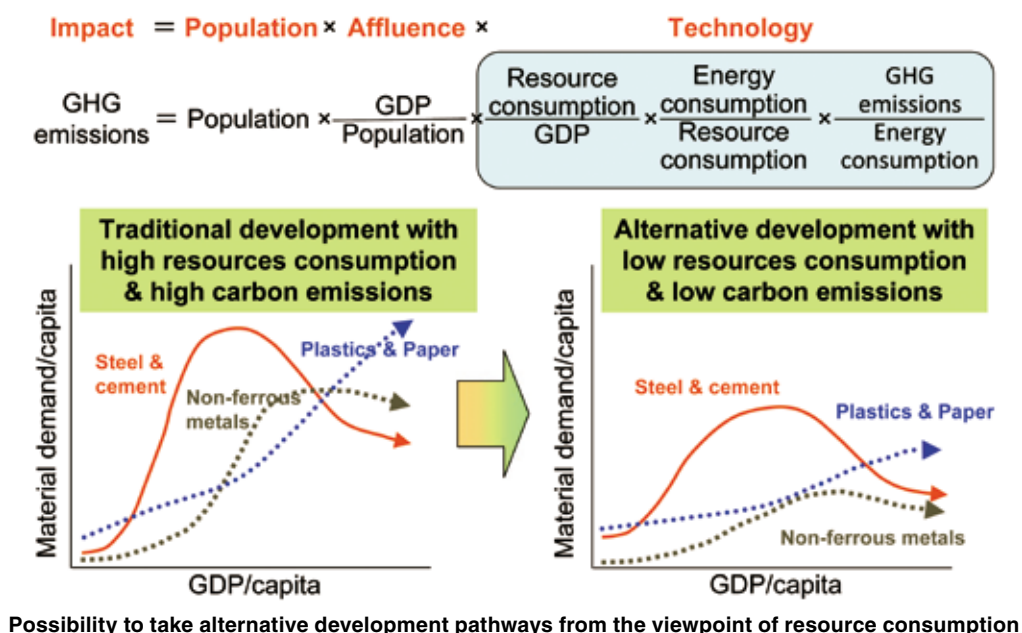 Impact = Population × Affluence × Technology
GHG emissions = Population × GDP / Population × Resource consumption / GDP × Energy consumption / Resource consumption × GHG emissions / Energy consumption
Traditional development with
high resources consumption
& high carbon emissions
Material demand/capita
Steel &
cement
Plastics & Paper
Non-ferrous
metals
GDP/capita
Alternative development with
low resources consumption
& low carbon emissions
Material demand/capita
Steel & cement
Plastics & Paper
Non-ferrous metals
GDP/capita
Possibility to take alternative development pathways from the viewpoint of resource consumption